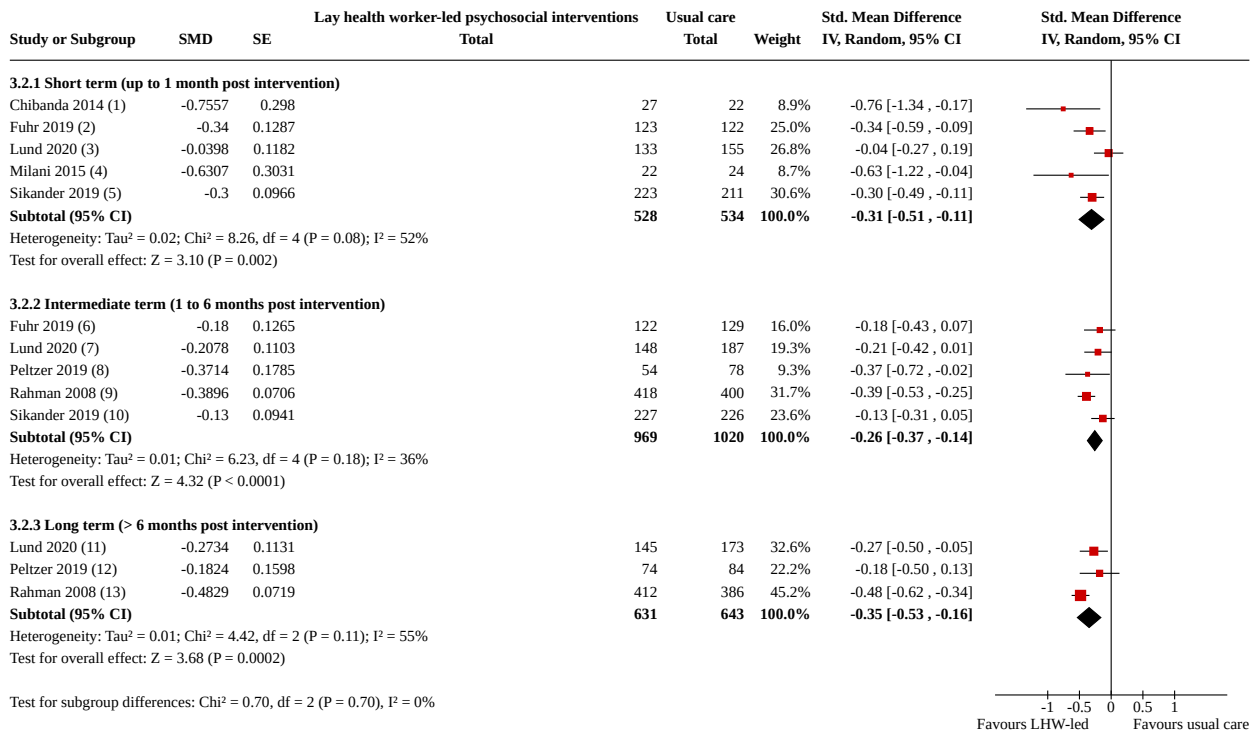 Lay health worker-led psychosocial interventions Usual care Std. Mean Difference Std. Mean Difference
Study or Subgroup SMD SE Total Total Weight IV, Random, 95% CI IV, Random, 95% CI
3.2.1 Short term (up to 1 month post intervention)
Chibanda 2014 (1) -0.7557 0.298 27 22 8.9% -0.76 [-1.34 , -0.17]
Fuhr 2019 (2) -0.34 0.1287 123 122 25.0% -0.34 [-0.59 , -0.09]
Lund 2020 (3) -0.0398 0.1182 133 155 26.8% -0.04 [-0.27 , 0.19]
Milani 2015 (4) -0.6307 0.3031 22 24 8.7% -0.63 [-1.22 , -0.04]
Sikander 2019 (5) -0.3 0.0966 223 211 30.6% -0.30 [-0.49 , -0.11]
Subtotal (95% CI) 528 534 100.0% -0.31 [-0.51 , -0.11]
Heterogeneity: Tau² = 0.02; Chi² = 8.26, df = 4 (P = 0.08); I² = 52%
Test for overall effect: Z = 3.10 (P = 0.002)
3.2.2 Intermediate term (1 to 6 months post intervention)
Fuhr 2019 (6) -0.18 0.1265 122 129 16.0% -0.18 [-0.43 , 0.07]
Lund 2020 (7) -0.2078 0.1103 148 187 19.3% -0.21 [-0.42 , 0.01]
Peltzer 2019 (8) -0.3714 0.1785 54 78 9.3% -0.37 [-0.72 , -0.02]
Rahman 2008 (9) -0.3896 0.0706 418 400 31.7% -0.39 [-0.53 , -0.25]
Sikander 2019 (10) -0.13 0.0941 227 226 23.6% -0.13 [-0.31 , 0.05]
Subtotal (95% CI) 969 1020 100.0% -0.26 [-0.37 , -0.14]
Heterogeneity: Tau² = 0.01; Chi² = 6.23, df = 4 (P = 0.18); I² = 36%
Test for overall effect: Z = 4.32 (P < 0.0001)
3.2.3 Long term (> 6 months post intervention)
Lund 2020 (11) -0.2734 0.1131 145 173 32.6% -0.27 [-0.50 , -0.05]
Peltzer 2019 (12) -0.1824 0.1598 74 84 22.2% -0.18 [-0.50 , 0.13]
Rahman 2008 (13) -0.4829 0.0719 412 386 45.2% -0.48 [-0.62 , -0.34]
Subtotal (95% CI) 631 643 100.0% -0.35 [-0.53 , -0.16]
Heterogeneity: Tau² = 0.01; Chi² = 4.42, df = 2 (P = 0.11); I² = 55%
Test for overall effect: Z = 3.68 (P = 0.0002)
Test for subgroup differences: Chi² = 0.70, df = 2 (P = 0.70), I² = 0%
-1 -0.5 0 0.5 1
Favours LHW-led Favours usual care